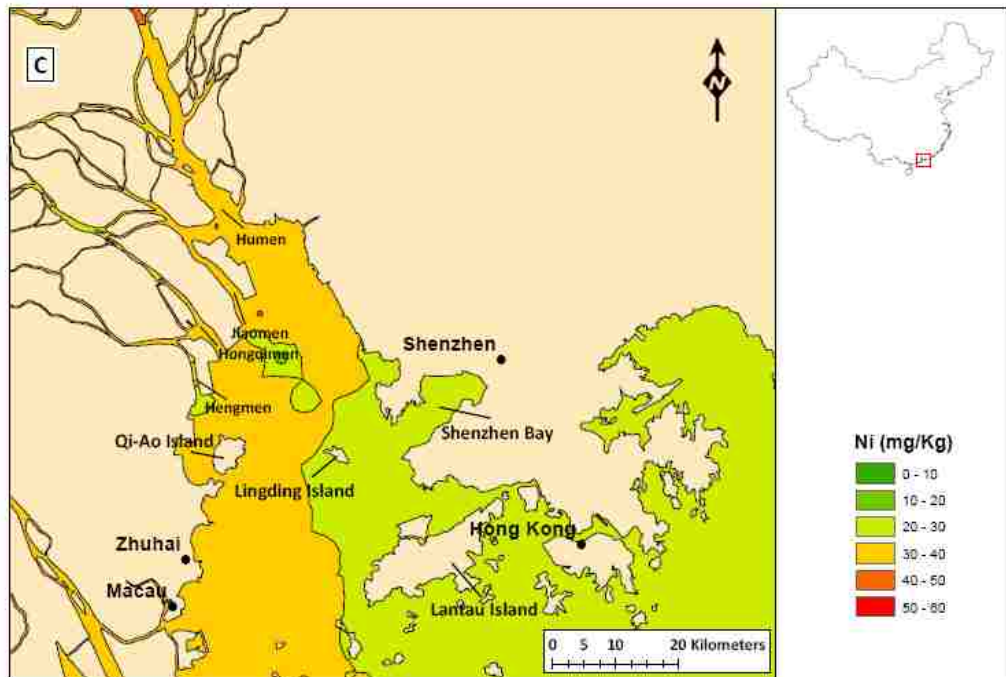 C
N
Humen
Jiaomen
Hongqimen
Shenzhen
Hengmen
Shenzhen Bay
Qi-Ao Island
Lingding Island
Hong Kong
Zhuhai
Macau
Lantau Island
0 5 10 20 Kilometers
Ni (mg/Kg)
0 - 10
10 - 20
20 - 30
30 - 40
40 - 50
50 - 60